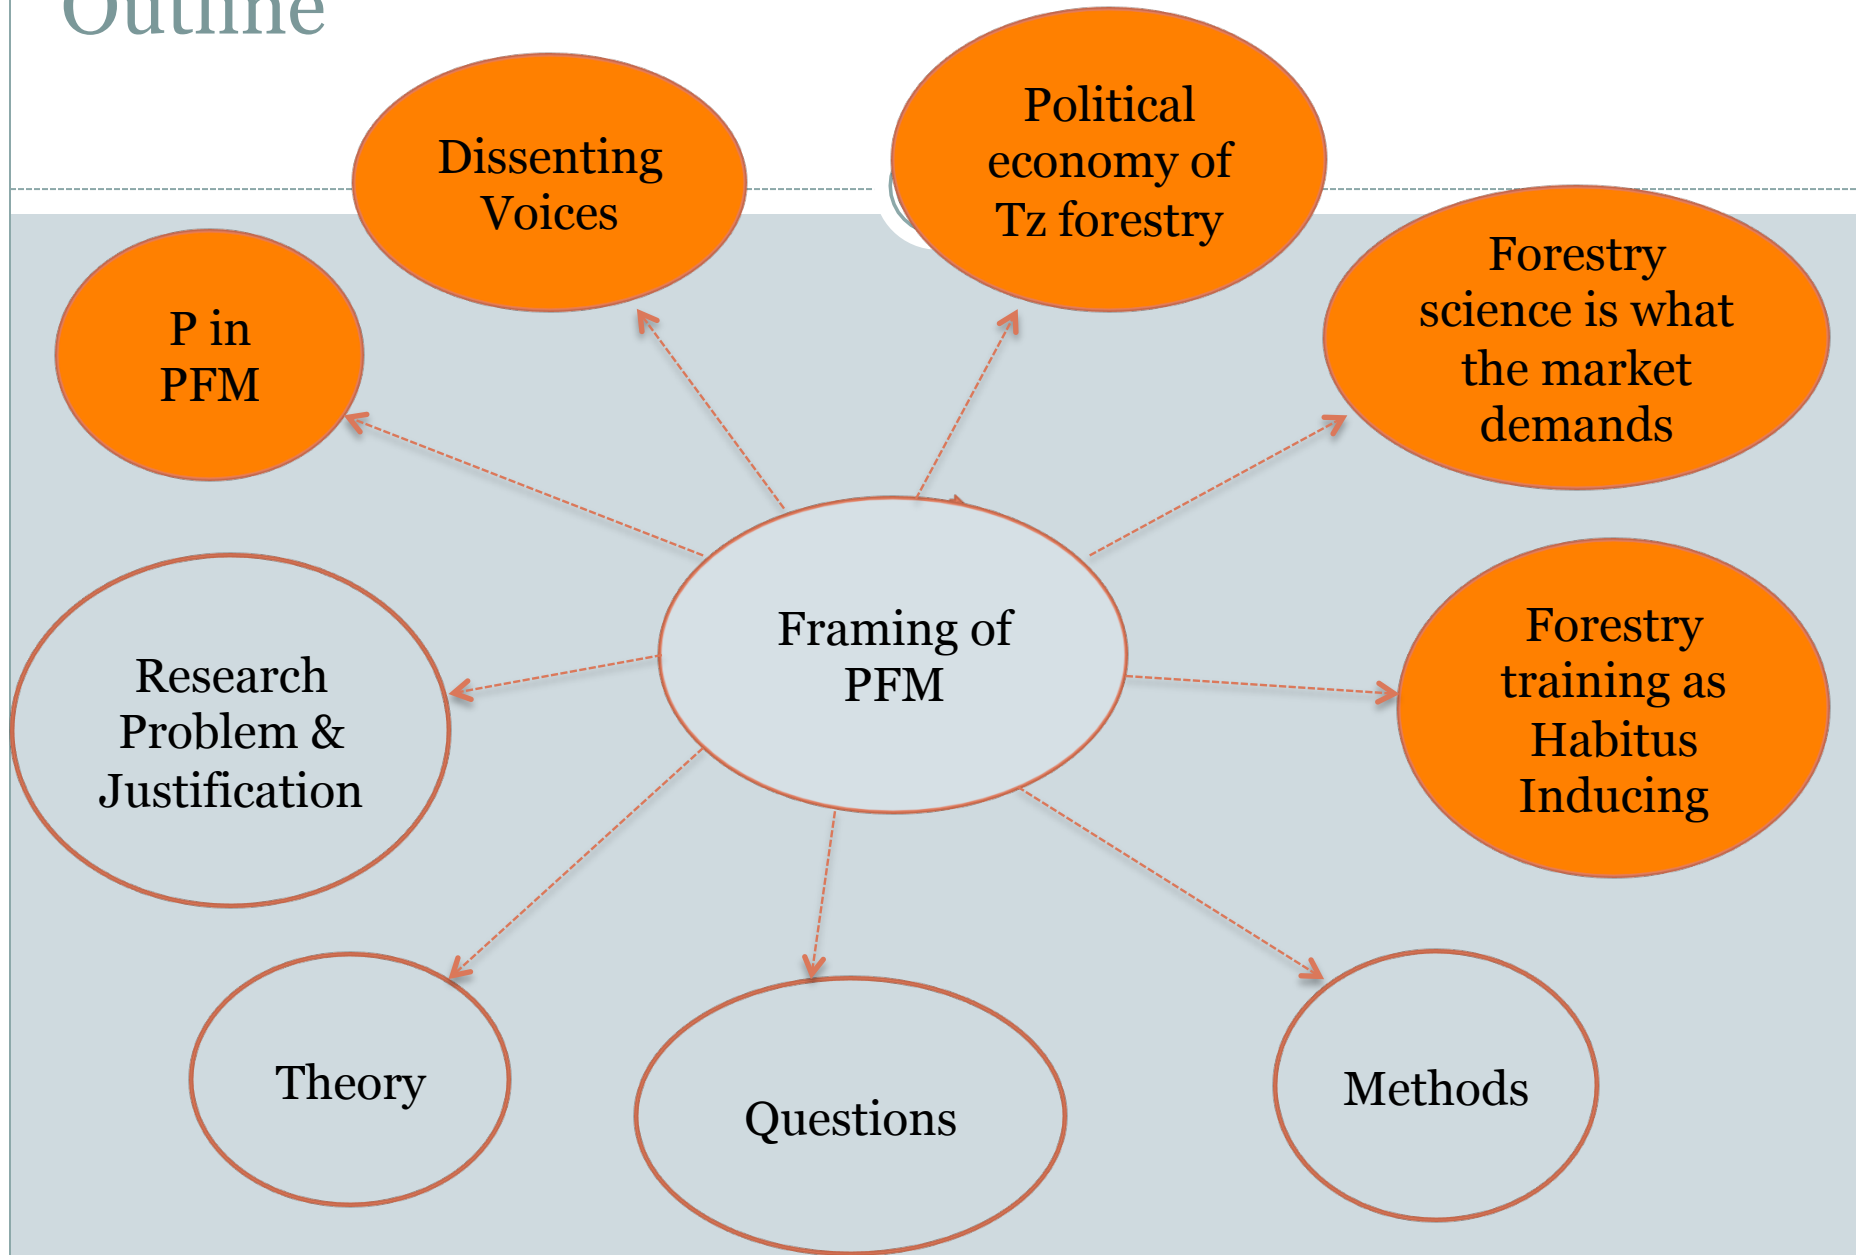 Outline
Political
economy of
Tz forestry
Dissenting
Voices
Forestry
science is what
the market
demands
P in
PFM
Framing of
PFM
Forestry
training as
Habitus
Inducing
Research
Problem &
Justification
Theory
Questions
Methods